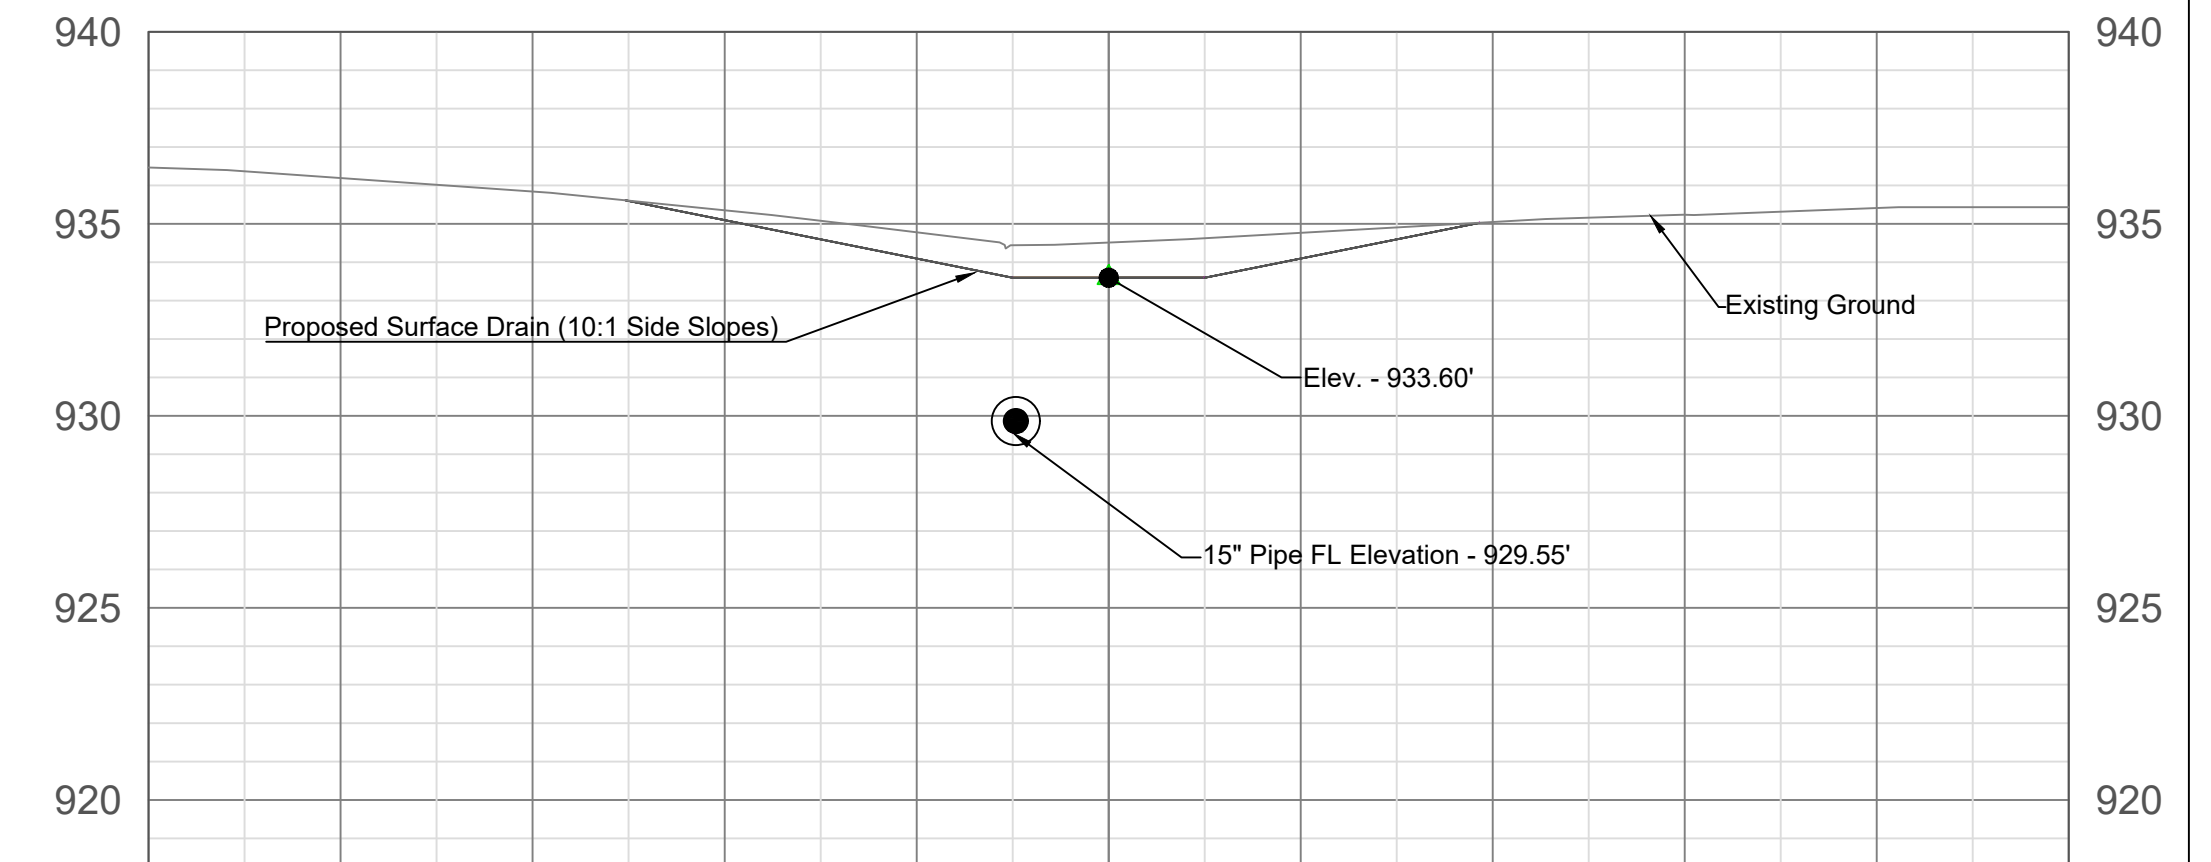 940 940
935 935
Existing Ground
Proposed Surface Drain (10:1 Side Slopes)
Elev. - 933.60'
930 930
15" Pipe FL Elevation - 929.55'
925 925
920 920